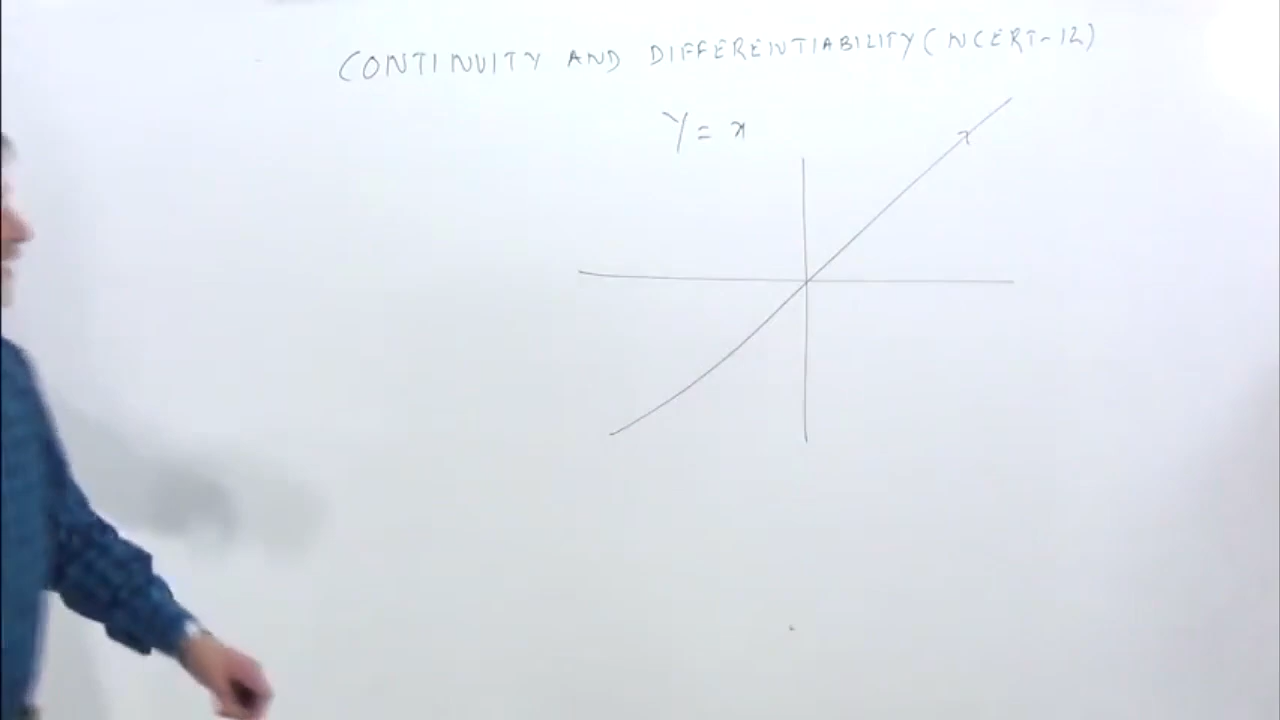 CONTINUITY AND DIFFERENTIABILITY (NCERT-12)
Y = x
x